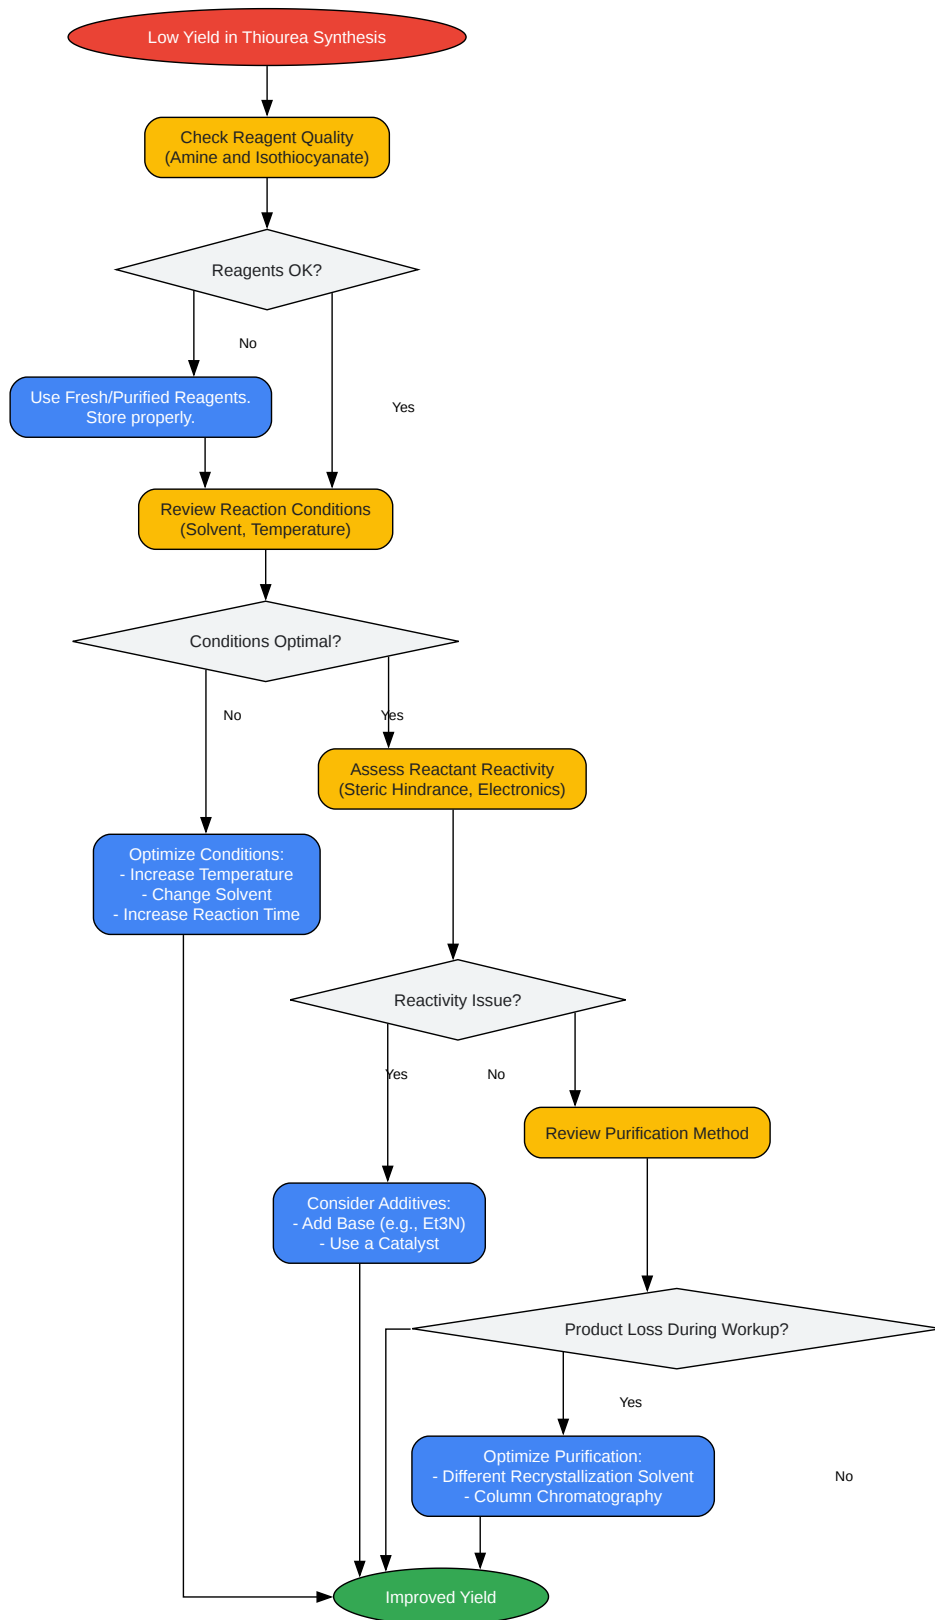 Low Yield in Thiourea Synthesis
Check Reagent Quality
(Amine and Isothiocyanate)
Reagents OK?
No
Use Fresh/Purified Reagents.
Store properly.
Yes
Review Reaction Conditions
(Solvent, Temperature)
Conditions Optimal?
No
Yes
Assess Reactant Reactivity
(Steric Hindrance, Electronics)
Optimize Conditions:
- Increase Temperature
- Change Solvent
- Increase Reaction Time
Reactivity Issue?
Yes
No
Review Purification Method
Consider Additives:
- Add Base (e.g., Et3N)
- Use a Catalyst
Product Loss During Workup?
Yes
Optimize Purification:
- Different Recrystallization Solvent
- Column Chromatography
No
Improved Yield